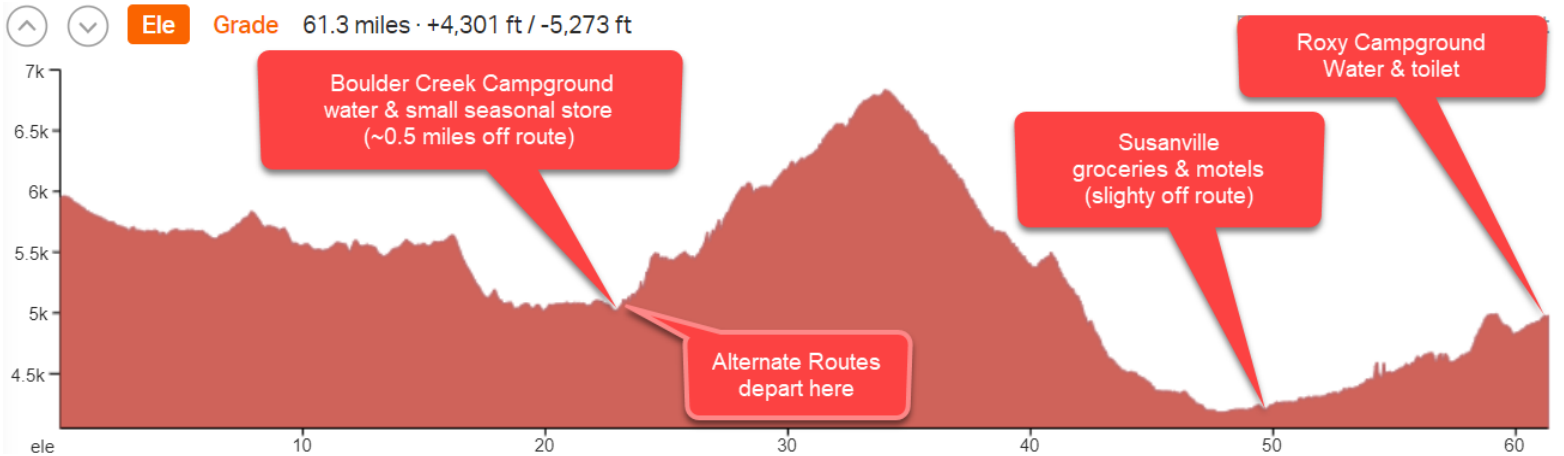 Ele Grade 61.3 miles · +4,301 ft / -5,273 ft
Boulder Creek Campground
water & small seasonal store
(~0.5 miles off route)
Roxy Campground
Water & toilet
Susanville
groceries & motels
(slighty off route)
Alternate Routes
depart here
7k
6.5k
6k
5.5k
5k
4.5k
ele
10
20
30
40
50
60